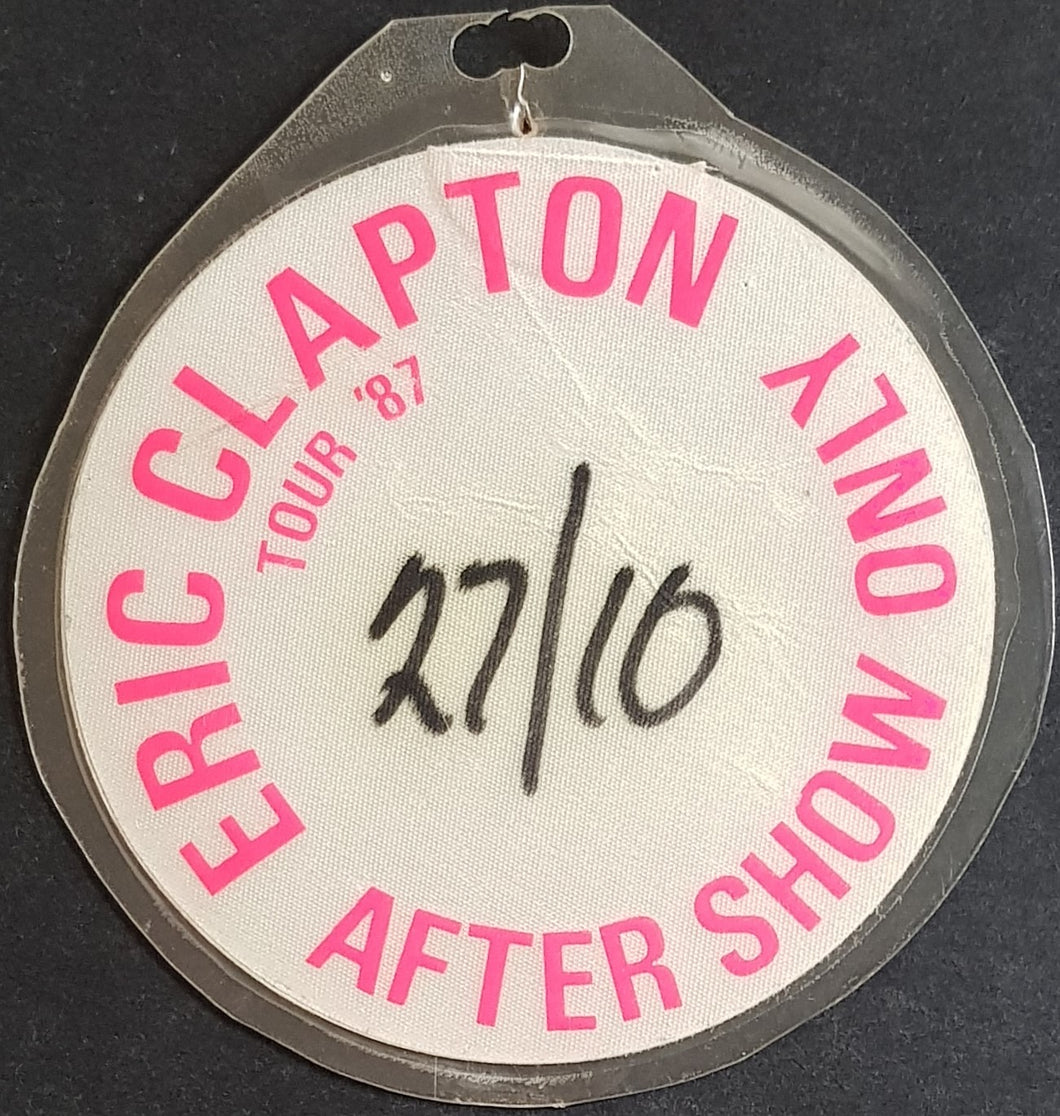 ERIC CLAPTON
TOUR '87
27/10
AFTER SHOW ONLY